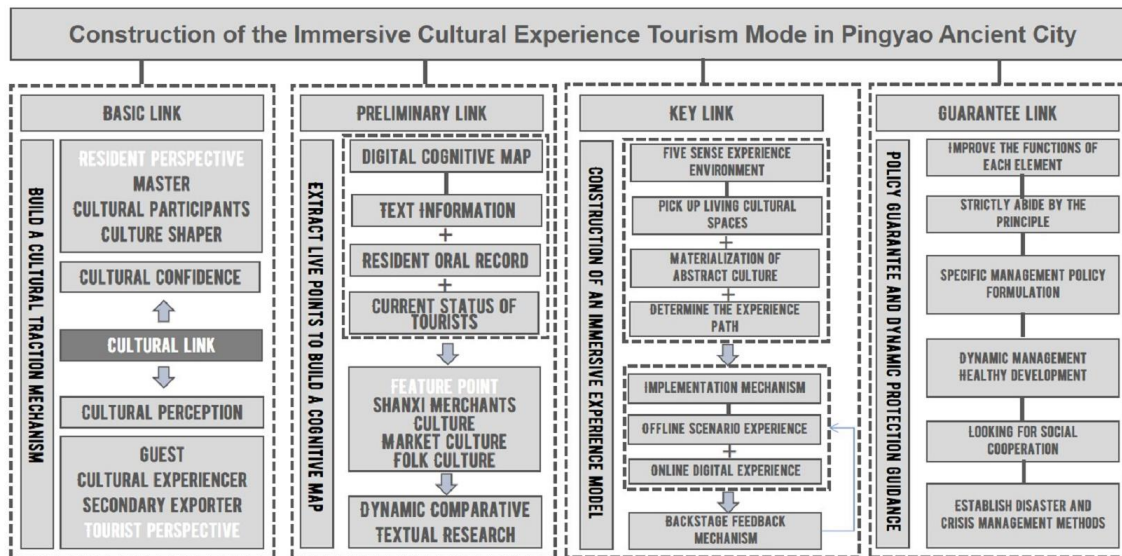 Construction of the Immersive Cultural Experience Tourism Mode in Pingyao Ancient City
BASIC LINK
BUILD A CULTURAL TRACTION MECHANISM
RESIDENT PERSPECTIVE
MASTER
CULTURAL PARTICIPANTS
CULTURE SHAPER
CULTURAL CONFIDENCE
CULTURAL LINK
CULTURAL PERCEPTION
GUEST
CULTURAL EXPERIENCER
SECONDARY EXPORTER
TOURIST PERSPECTIVE
PRELIMINARY LINK
EXTRACT LIVE POINTS TO BUILD A COGNITIVE MAP
DIGITAL COGNITIVE MAP
TEXT INFORMATION
+
RESIDENT ORAL RECORD
+
CURRENT STATUS OF
TOURISTS
FEATURE POINT
SHANXI MERCHANTS
CULTURE
MARKET CULTURE
FOLK CULTURE
DYNAMIC COMPARATIVE
TEXTUAL RESEARCH
KEY LINK
CONSTRUCTION OF AN IMMERSIVE EXPERIENCE MODEL
FIVE SENSE EXPERIENCE
ENVIRONMENT
PICK UP LIVING CULTURAL
SPACES
+
MATERIALIZATION OF
ABSTRACT CULTURE
+
DETERMINE THE EXPERIENCE
PATH
IMPLEMENTATION MECHANISM
OFFLINE SCENARIO EXPERIENCE
+
ONLINE DIGITAL EXPERIENCE
BACKSTAGE FEEDBACK
MECHANISM
GUARANTEE LINK
POLICY GUARANTEE AND DYNAMIC PROTECTION GUIDANCE
IMPROVE THE FUNCTIONS OF
EACH ELEMENT
STRICTLY ABIDE BY THE
PRINCIPLE
SPECIFIC MANAGEMENT POLICY
FORMULATION
DYNAMIC MANAGEMENT
HEALTHY DEVELOPMENT
LOOKING FOR SOCIAL
COOPERATION
ESTABLISH DISASTER AND
CRISIS MANAGEMENT METHODS